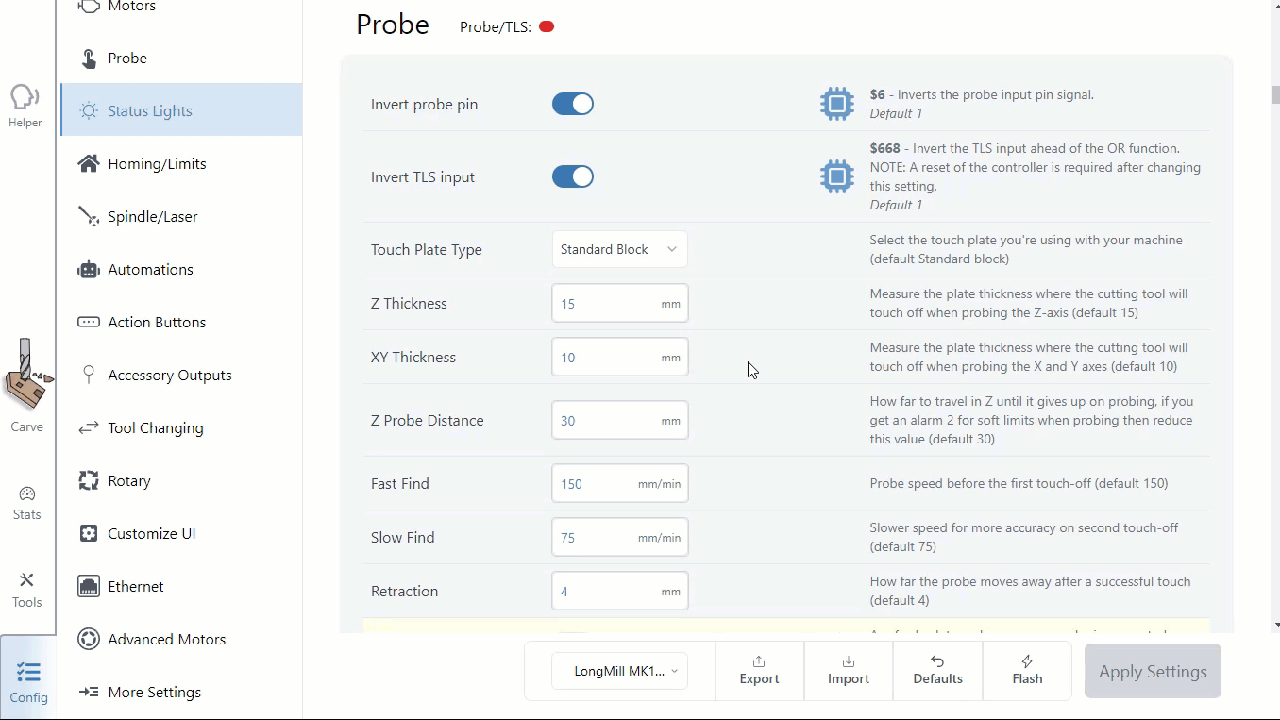 Motors
Probe
Status Lights
Homing/Limits
Spindle/Laser
Automations
Action Buttons
Accessory Outputs
Tool Changing
Rotary
Customize UI
Ethernet
Advanced Motors
More Settings
Helper
Carve
Stats
Tools
Config
Probe
Probe/TLS:
Invert probe pin
$6 - Inverts the probe input pin signal.
Default 1
Invert TLS input
$668 - Invert the TLS input ahead of the OR function.
NOTE: A reset of the controller is required after changing
this setting.
Default 1
Touch Plate Type
Standard Block
Select the touch plate you're using with your machine
(default Standard block)
Z Thickness
15 mm
Measure the plate thickness where the cutting tool will
touch off when probing the Z-axis (default 15)
XY Thickness
10 mm
Measure the plate thickness where the cutting tool will
touch off when probing the X and Y axes (default 10)
Z Probe Distance
30 mm
How far to travel in Z until it gives up on probing, if you
get an alarm 2 for soft limits when probing then reduce
this value (default 30)
Fast Find
150 mm/min
Probe speed before the first touch-off (default 150)
Slow Find
75 mm/min
Slower speed for more accuracy on second touch-off
(default 75)
Retraction
4 mm
How far the probe moves away after a successful touch
(default 4)
LongMill MK1...
Export
Import
Defaults
Flash
Apply Settings